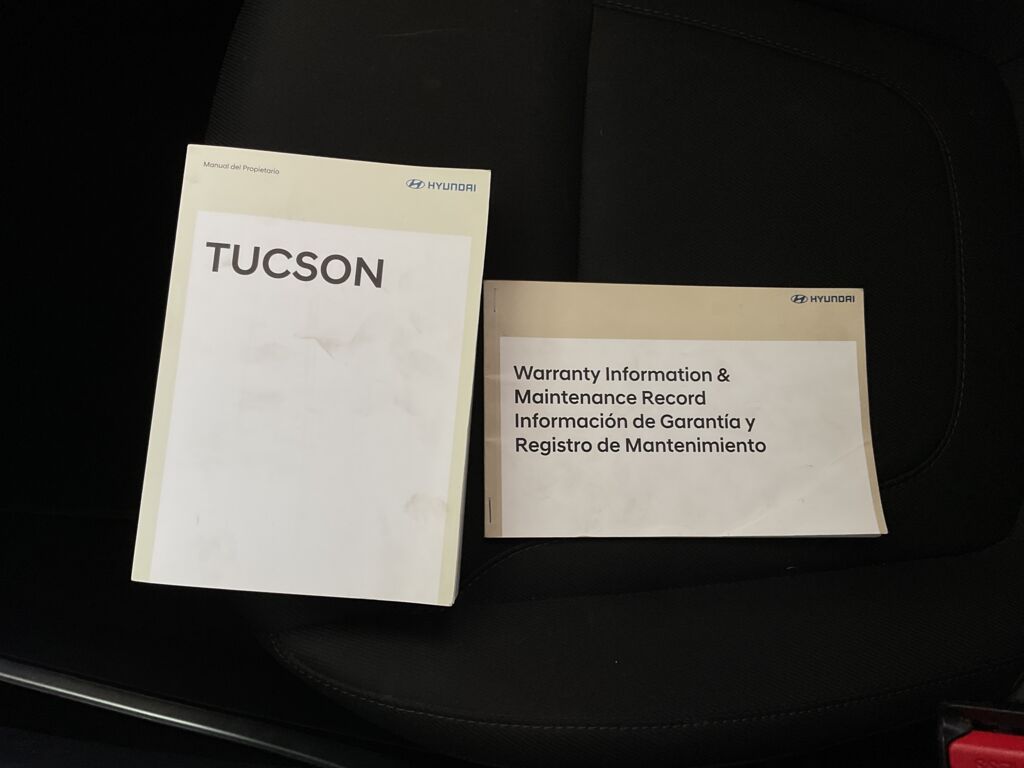 Manual del Propietario
HYUNDAI
TUCSON
HYUNDAI
Warranty Information &
Maintenance Record
Información de Garantía y
Registro de Mantenimiento